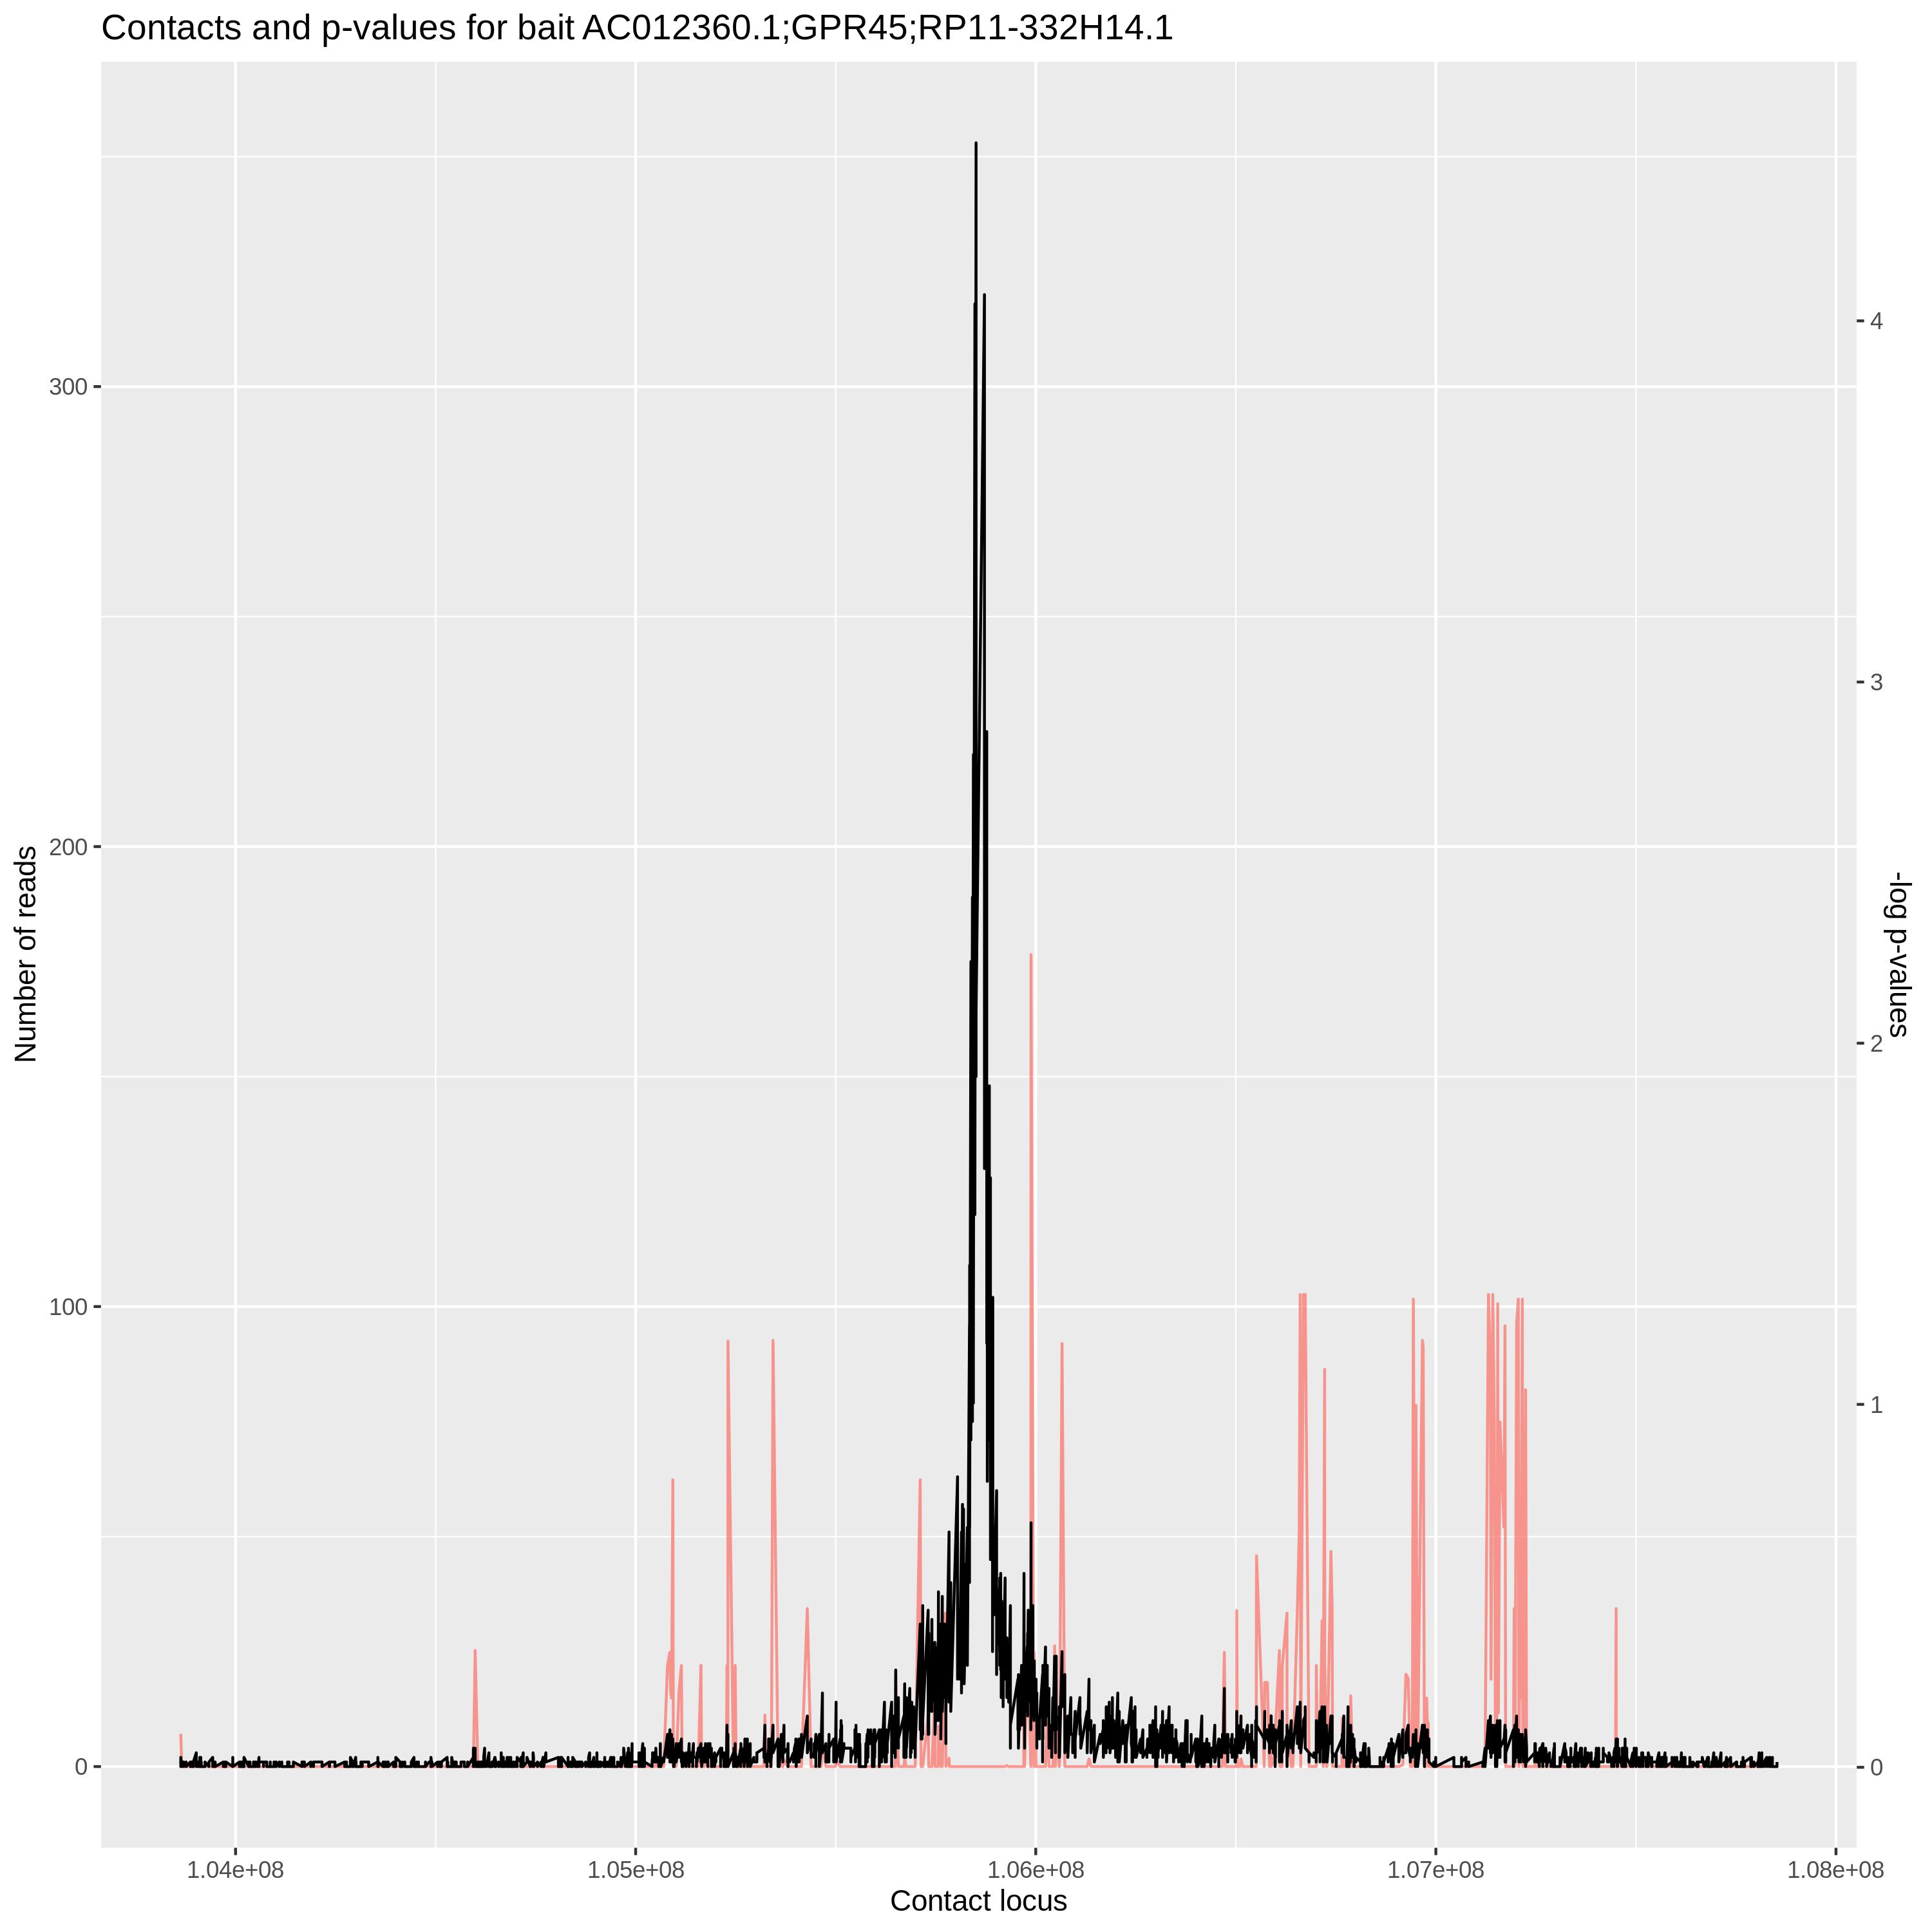 Contacts and p-values for bait AC012360.1;GPR45;RP11-332H14.1
Number of reads
300
200
100
0
4
3
2
1
0
-log p-values
1.04e+08
1.05e+08
1.06e+08
1.07e+08
1.08e+08
Contact locus